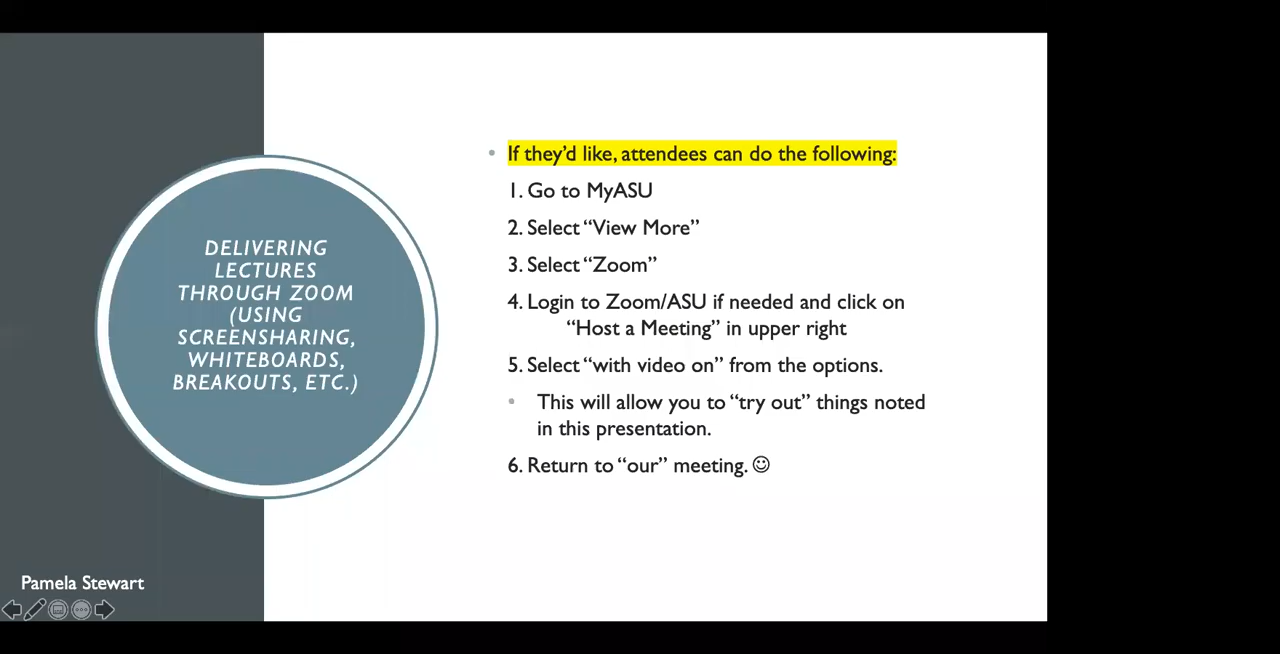 DELIVERING
LECTURES
THROUGH ZOOM
(USING
SCREENSHARING,
WHITEBOARDS,
BREAKOUTS, ETC.)
Pamela Stewart
• If they’d like, attendees can do the following:
1. Go to MyASU
2. Select “View More”
3. Select “Zoom”
4. Login to Zoom/ASU if needed and click on
“Host a Meeting” in upper right
5. Select “with video on” from the options.
• This will allow you to “try out” things noted
in this presentation.
6. Return to “our” meeting. ☺